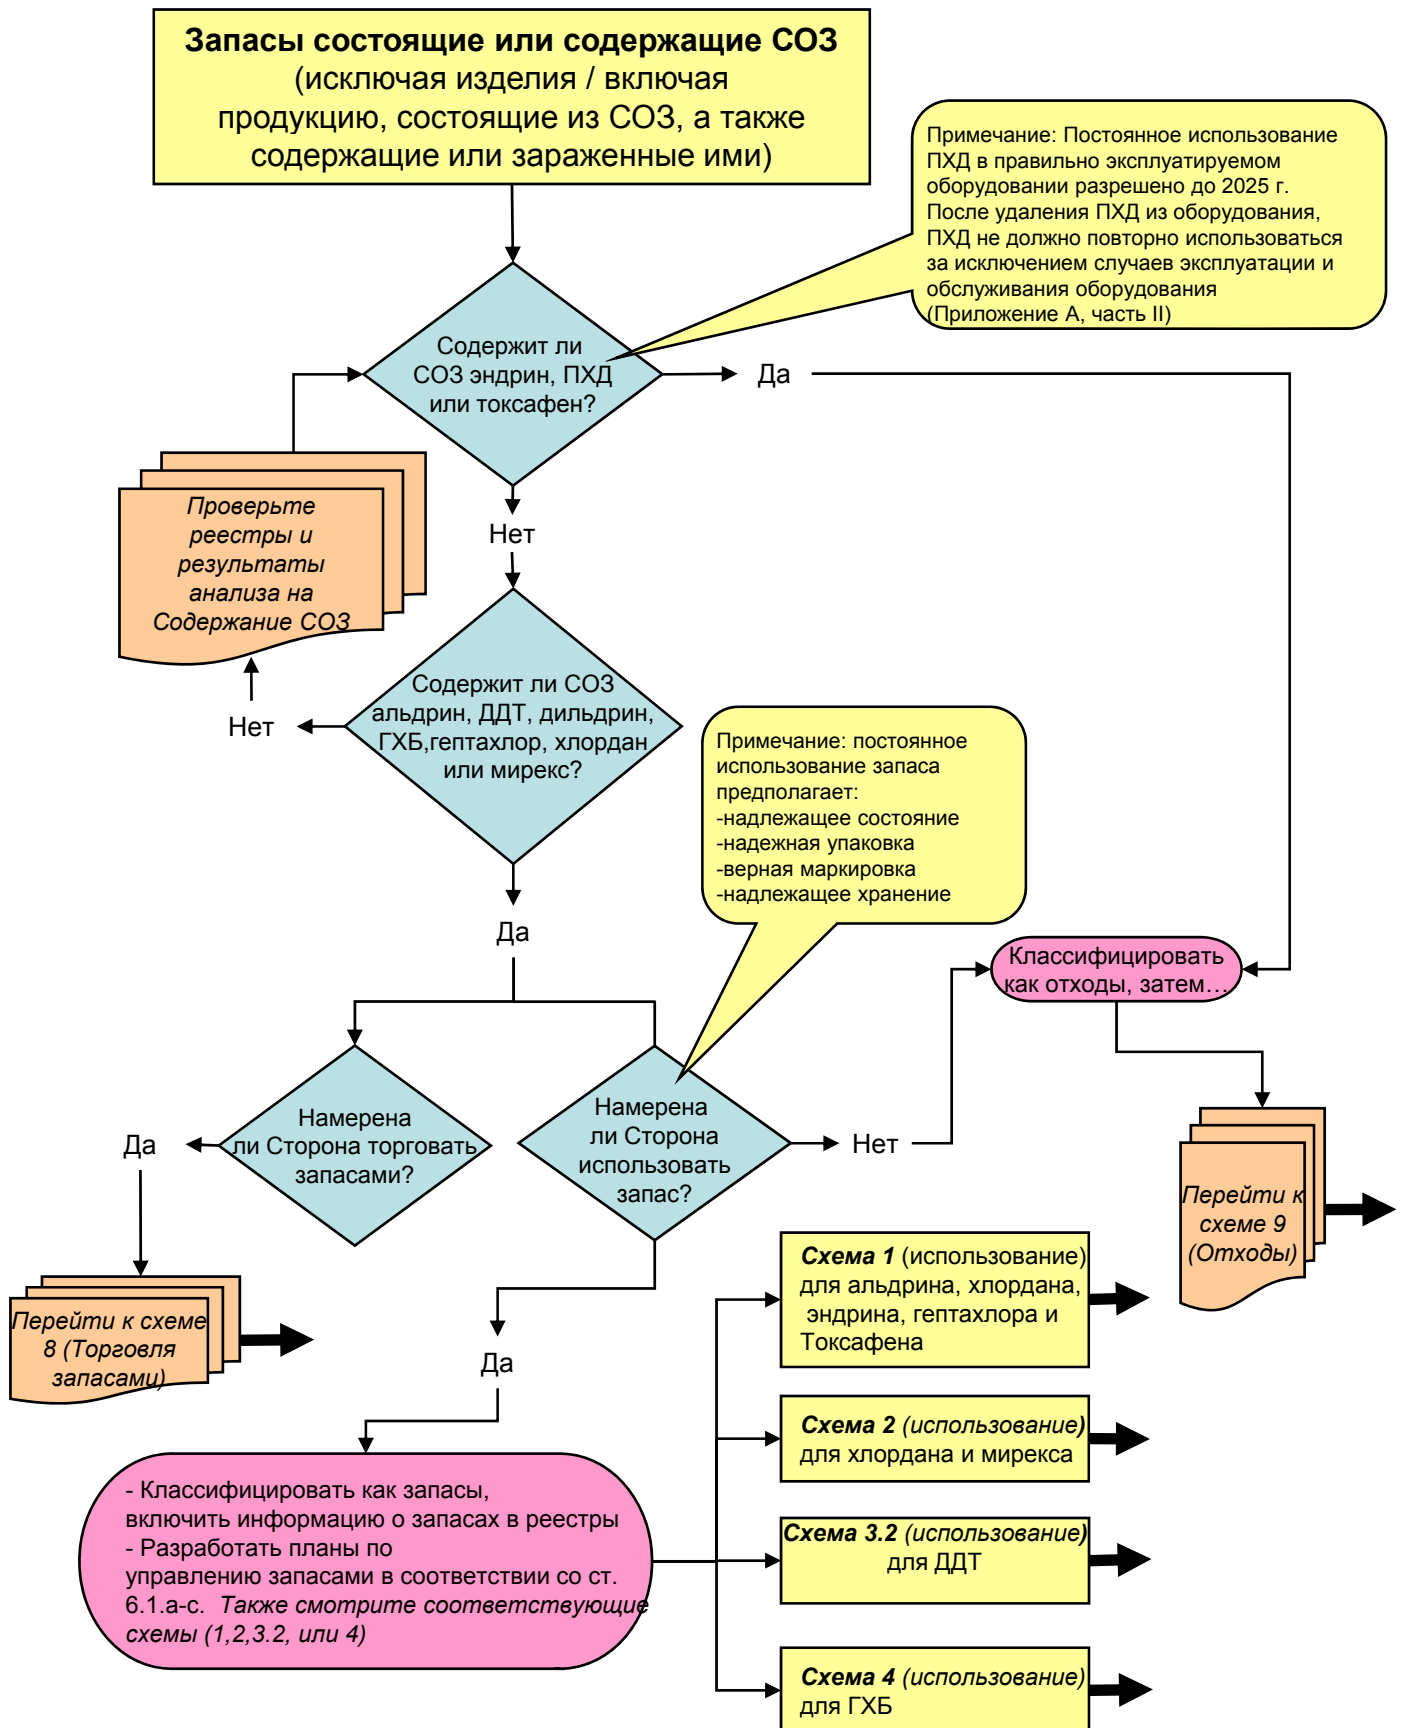 Запасы состоящие или содержащие СОЗ
(исключая изделия / включая
продукцию, состоящие из СОЗ, а также
содержащие или зараженные ими)
Примечание: Постоянное использование
ПХД в правильно эксплуатируемом
оборудовании разрешено до 2025 г.
После удаления ПХД из оборудования,
ПХД не должно повторно использоваться
за исключением случаев эксплуатации и
обслуживания оборудования
(Приложение А, часть II)
Содержит ли
СОЗ эндрин, ПХД
или токсафен?
Да
Проверьте
реестры и
результаты
анализа на
Содержание СОЗ
Нет
Содержит ли СОЗ
альдрин, ДДТ, дильдрин,
ГХБ,гептахлор, хлордан
или мирекс?
Нет
Примечание: постоянное
использование запаса
предполагает:
-надлежащее состояние
-надежная упаковка
-верная маркировка
-надлежащее хранение
Да
Классифицировать
как отходы, затем…
Намерена
ли Сторона торговать
запасами?
Да
Намерена
ли Сторона
использовать
запас?
Нет
Перейти к
схеме 9
(Отходы)
Перейти к схеме
8 (Торговля
запасами)
Да
Схема 1 (использование)
для альдрина, хлордана,
эндрина, гептахлора и
Токсафена
Схема 2 (использование)
для хлордана и мирекса
- Классифицировать как запасы,
включить информацию о запасах в реестры
- Разработать планы по
управлению запасами в соответствии со ст.
6.1.а-с. Также смотрите соответствующие
схемы (1,2,3.2, или 4)
Схема 3.2 (использование)
для ДДТ
Схема 4 (использование)
для ГХБ